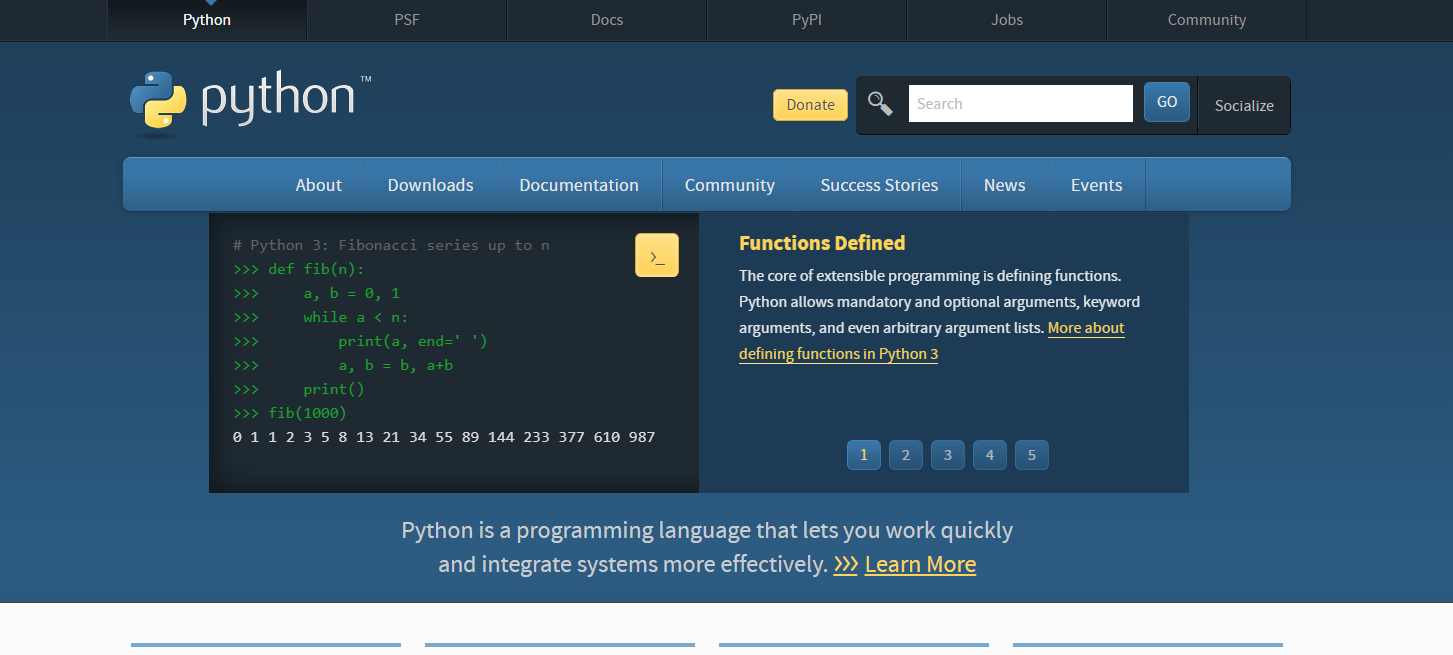 Python PSF Docs PyPI Jobs Community
python™
Donate Search GO Socialize
About Downloads Documentation Community Success Stories News Events
# Python 3: Fibonacci series up to n
>>> def fib(n):
>>>     a, b = 0, 1
>>>     while a < n:
>>>         print(a, end=' ')
>>>         a, b = b, a+b
>>>     print()
>>> fib(1000)
0 1 1 2 3 5 8 13 21 34 55 89 144 233 377 610 987
>_
Functions Defined
The core of extensible programming is defining functions.
Python allows mandatory and optional arguments, keyword
arguments, and even arbitrary argument lists. More about
defining functions in Python 3
1 2 3 4 5
Python is a programming language that lets you work quickly
and integrate systems more effectively. >>> Learn More